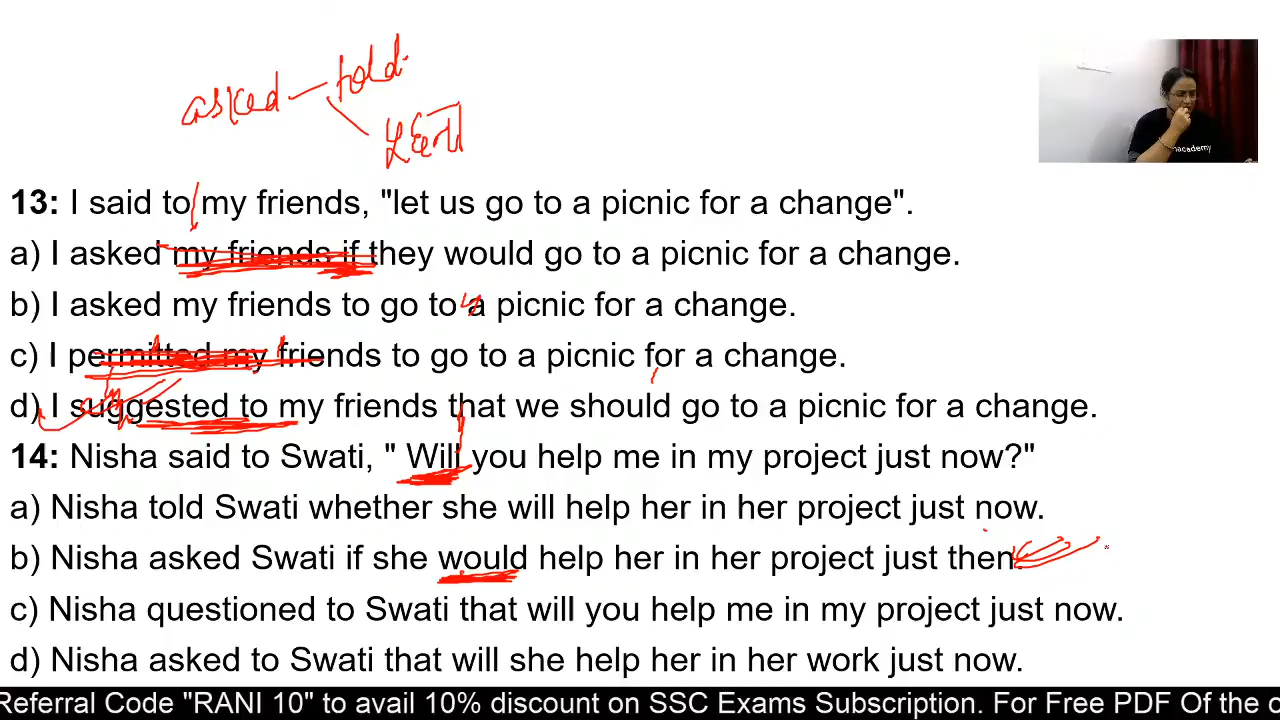 asked — told
13: I said to my friends, "let us go to a picnic for a change".
a) I asked my friends if they would go to a picnic for a change.
b) I asked my friends to go to a picnic for a change.
c) I permitted my friends to go to a picnic for a change.
d) I suggested to my friends that we should go to a picnic for a change.
14: Nisha said to Swati, " Will you help me in my project just now?"
a) Nisha told Swati whether she will help her in her project just now.
b) Nisha asked Swati if she would help her in her project just then.
c) Nisha questioned to Swati that will you help me in my project just now.
d) Nisha asked to Swati that will she help her in her work just now.
Referral Code "RANI 10" to avail 10% discount on SSC Exams Subscription. For Free PDF Of the